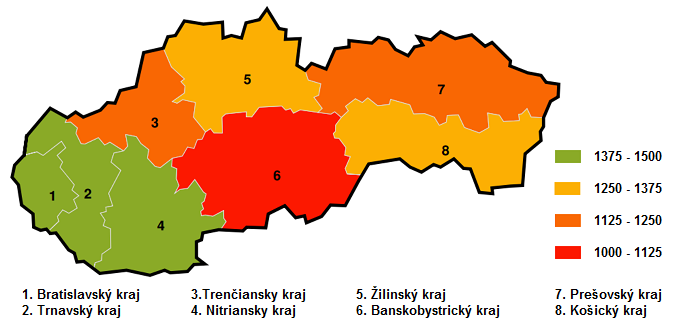 5
7
3
8
6
1
2
4
1375 - 1500
1250 - 1375
1125 - 1250
1000 - 1125
1. Bratislavský kraj 3.Trenčiansky kraj 5. Žilinský kraj 7. Prešovský kraj
2. Trnavský kraj 4. Nitriansky kraj 6. Banskobystrický kraj 8. Košický kraj